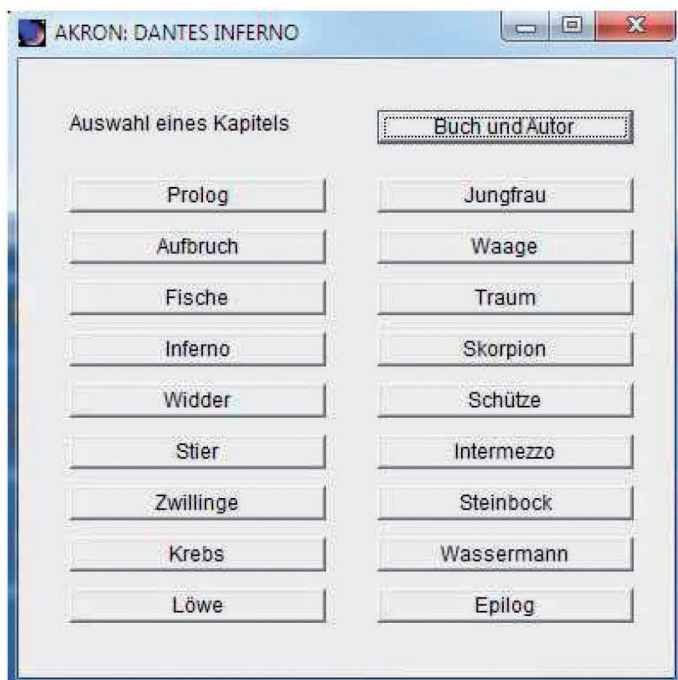 AKRON: DANTES INFERNO
Auswahl eines Kapitels
Buch und Autor
Prolog
Jungfrau
Aufbruch
Waage
Fische
Traum
Inferno
Skorpion
Widder
Schütze
Stier
Intermezzo
Zwillinge
Steinbock
Krebs
Wassermann
Löwe
Epilog